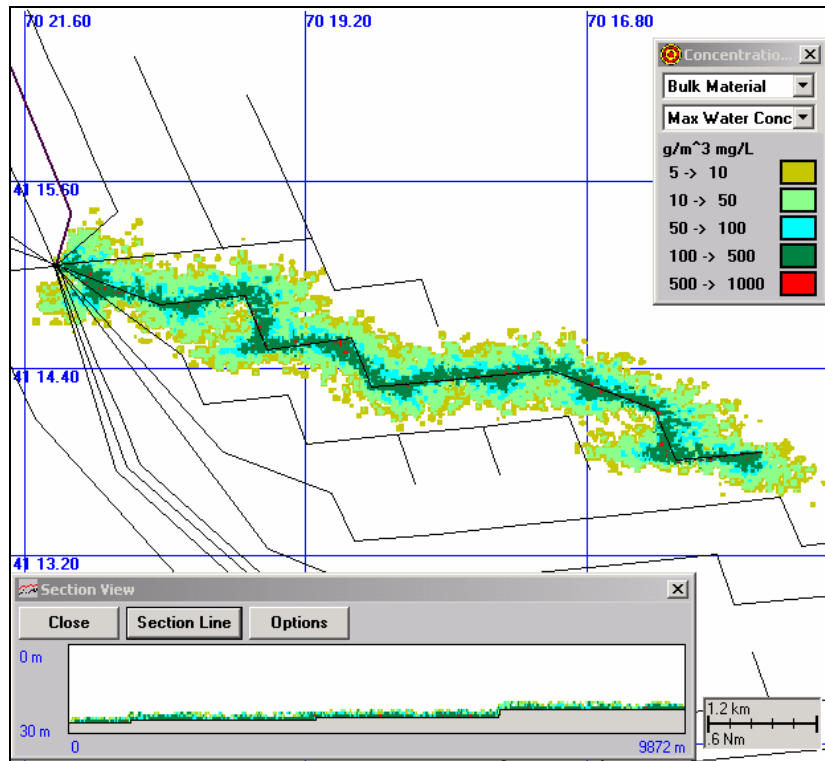 70 21.60
70 19.20
70 16.80
Concentratio...
Bulk Material
Max Water Conc
g/m^3 mg/L
5 -> 10
10 -> 50
50 -> 100
100 -> 500
500 -> 1000
41 15.60
41 14.40
41 13.20
Section View
Close
Section Line
Options
0 m
30 m
0
9872 m
1.2 km
.6 Nm